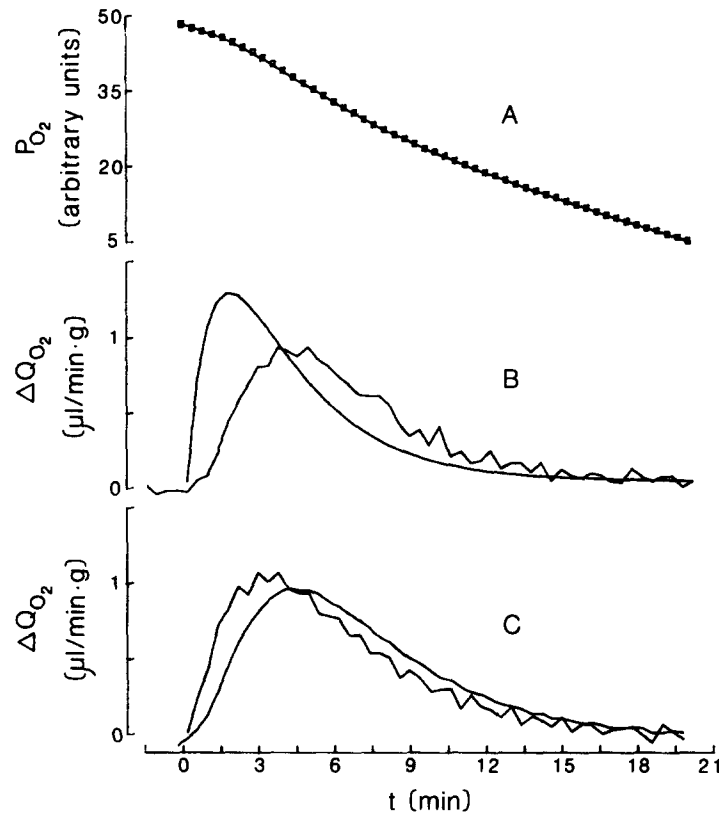 50
35
20
5
P_O2
(arbitrary units)
A
1
0
ΔQ_O2
(μl/min·g)
B
1
0
ΔQ_O2
(μl/min·g)
C
0 3 6 9 12 15 18 21
t (min)